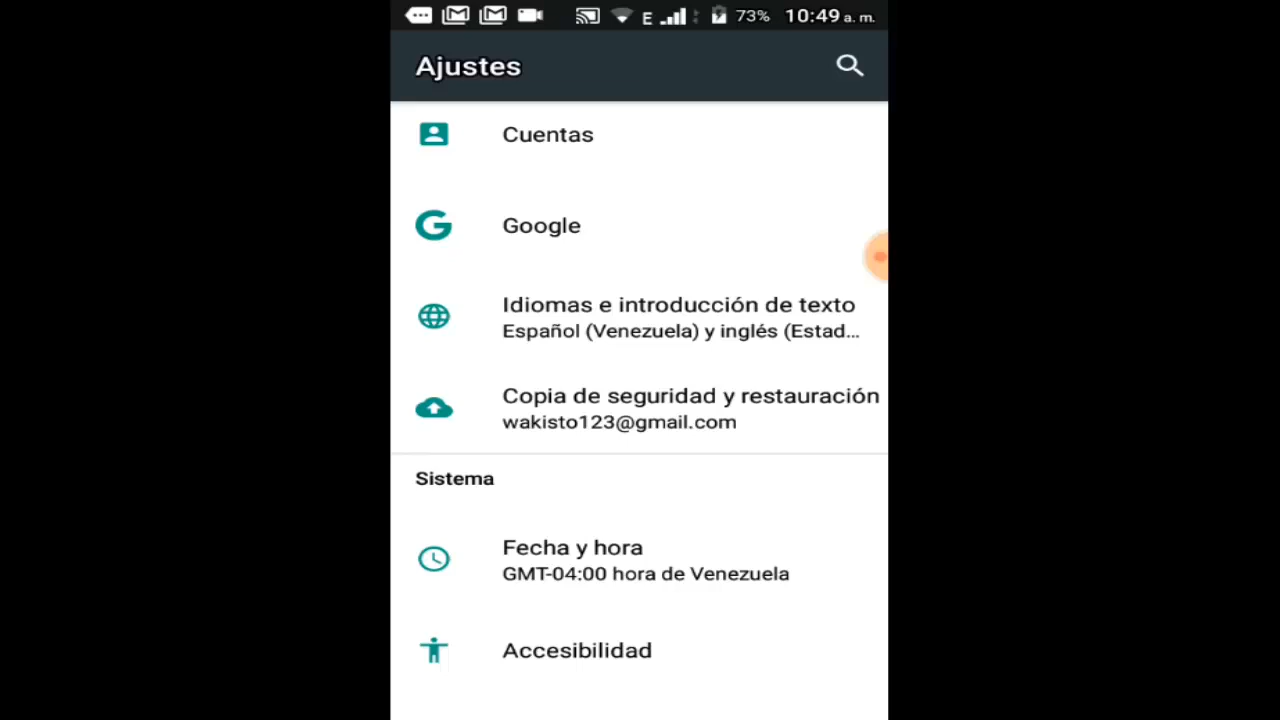 E 73% 10:49 a. m.
Ajustes
Cuentas
Google
Idiomas e introducción de texto
Español (Venezuela) y inglés (Estad...
Copia de seguridad y restauración
wakisto123@gmail.com
Sistema
Fecha y hora
GMT-04:00 hora de Venezuela
Accesibilidad